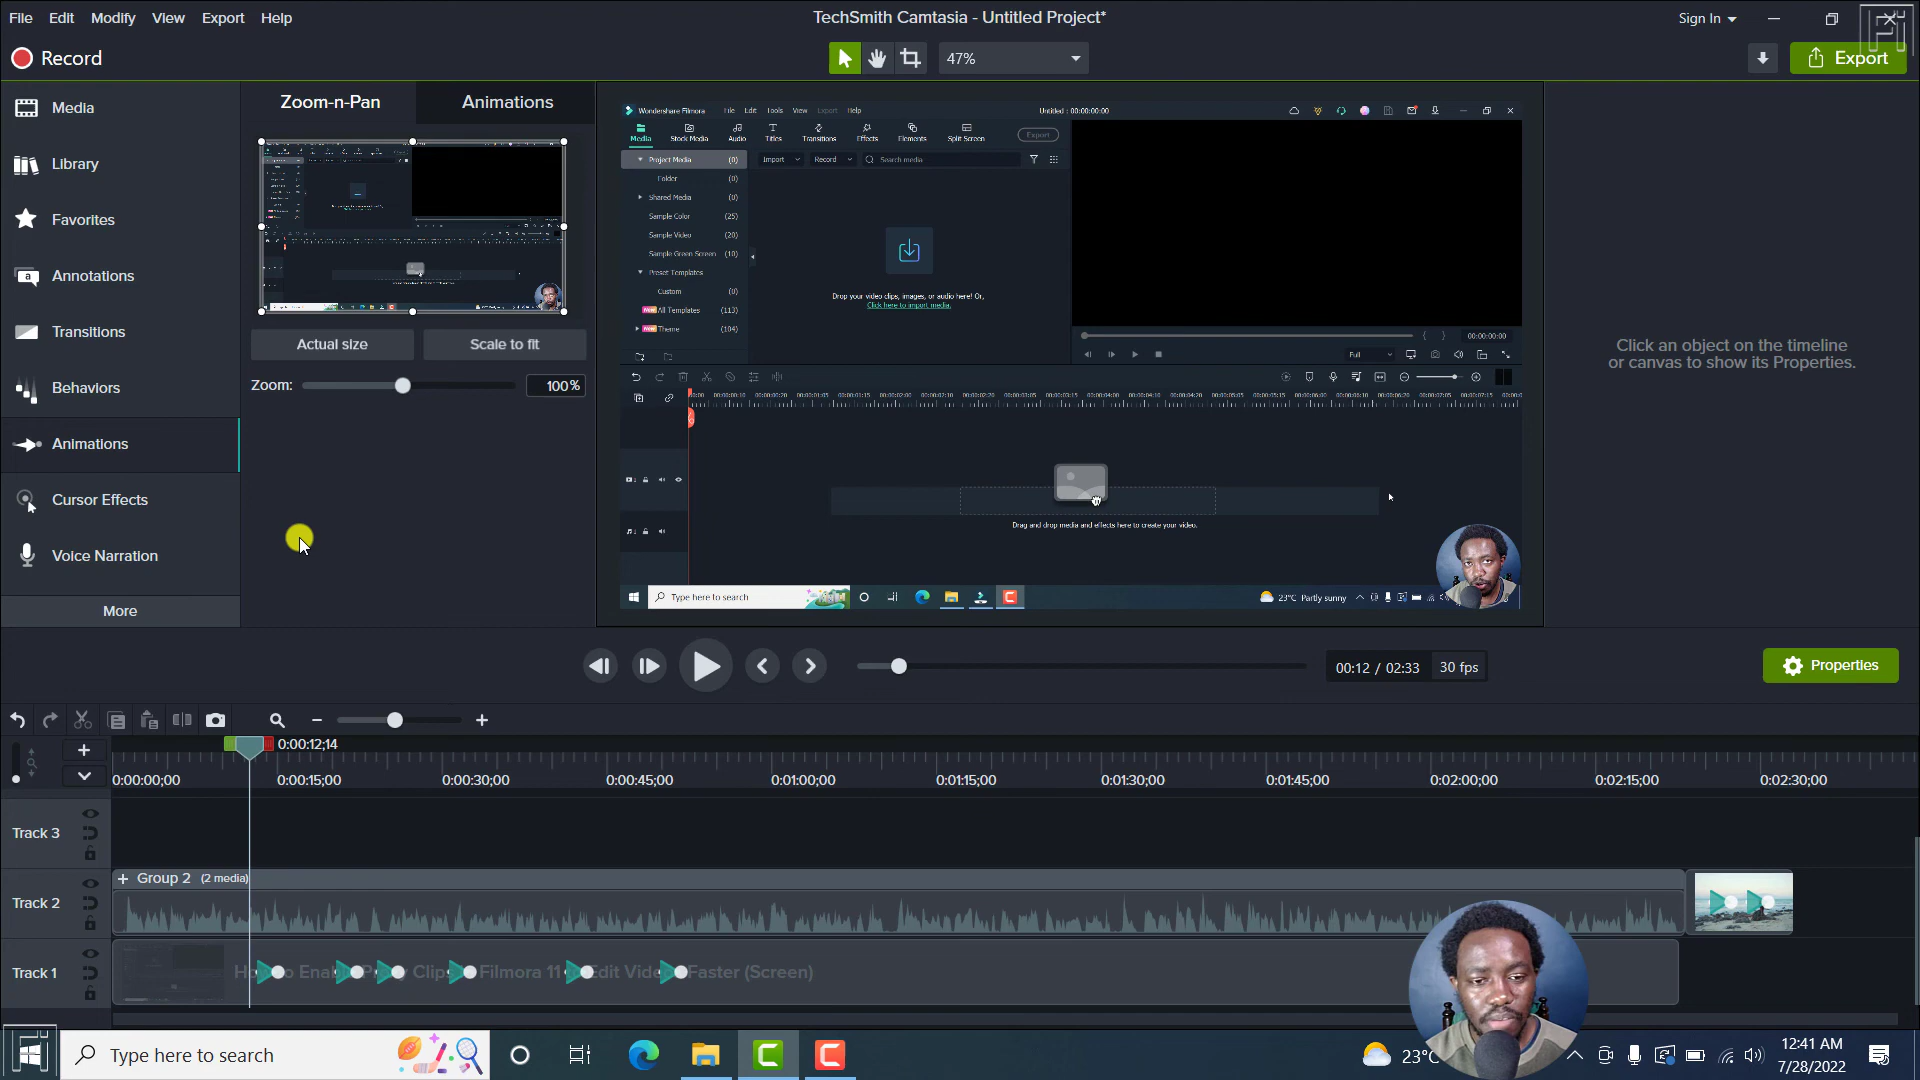 File Edit Modify View Export Help
TechSmith Camtasia - Untitled Project*
Sign In
Record
47%
Export
Media
Library
Favorites
Annotations
Transitions
Behaviors
Animations
Cursor Effects
Voice Narration
More
Zoom-n-Pan Animations
Actual size Scale to fit
Zoom: 100%
Wondershare Filmora File Edit Tools View Export Help
Untitled : 00:00:00:00
Media Stock Media Audio Titles Transitions Effects Elements Split Screen
Export
Project Media (0)
Folder (0)
Shared Media (0)
Sample Color (25)
Sample Video (20)
Sample Green Screen (10)
Preset Templates
Custom (0)
New All Templates (113)
New Theme (104)
Import Record Search media
Drop your video clips, images, or audio here! Or,
Click here to import media.
00:00:00:00
Full
Drag and drop media and effects here to create your video.
Type here to search
23°C Partly sunny
Click an object on the timeline
or canvas to show its Properties.
00:12 / 02:33 30 fps
Properties
0:00:12;14
0:00:00;00 0:00:15;00 0:00:30;00 0:00:45;00 0:01:00;00 0:01:15;00 0:01:30;00 0:01:45;00 0:02:00;00 0:02:15;00 0:02:30;00
Track 3
Track 2
Group 2 (2 media)
Track 1
Filmora 11 Edit Faster (Screen)
Type here to search
23°C
12:41 AM
7/28/2022